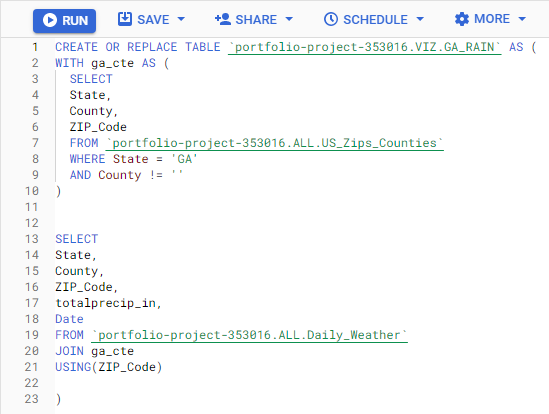 RUN SAVE SHARE SCHEDULE MORE
1 CREATE OR REPLACE TABLE `portfolio-project-353016.VIZ.GA_RAIN` AS (
2 WITH ga_cte AS (
3 SELECT
4 State,
5 County,
6 ZIP_Code
7 FROM `portfolio-project-353016.ALL.US_Zips_Counties`
8 WHERE State = 'GA'
9 AND County != ''
10 )
11
12
13 SELECT
14 State,
15 County,
16 ZIP_Code,
17 totalprecip_in,
18 Date
19 FROM `portfolio-project-353016.ALL.Daily_Weather`
20 JOIN ga_cte
21 USING(ZIP_Code)
22
23 )